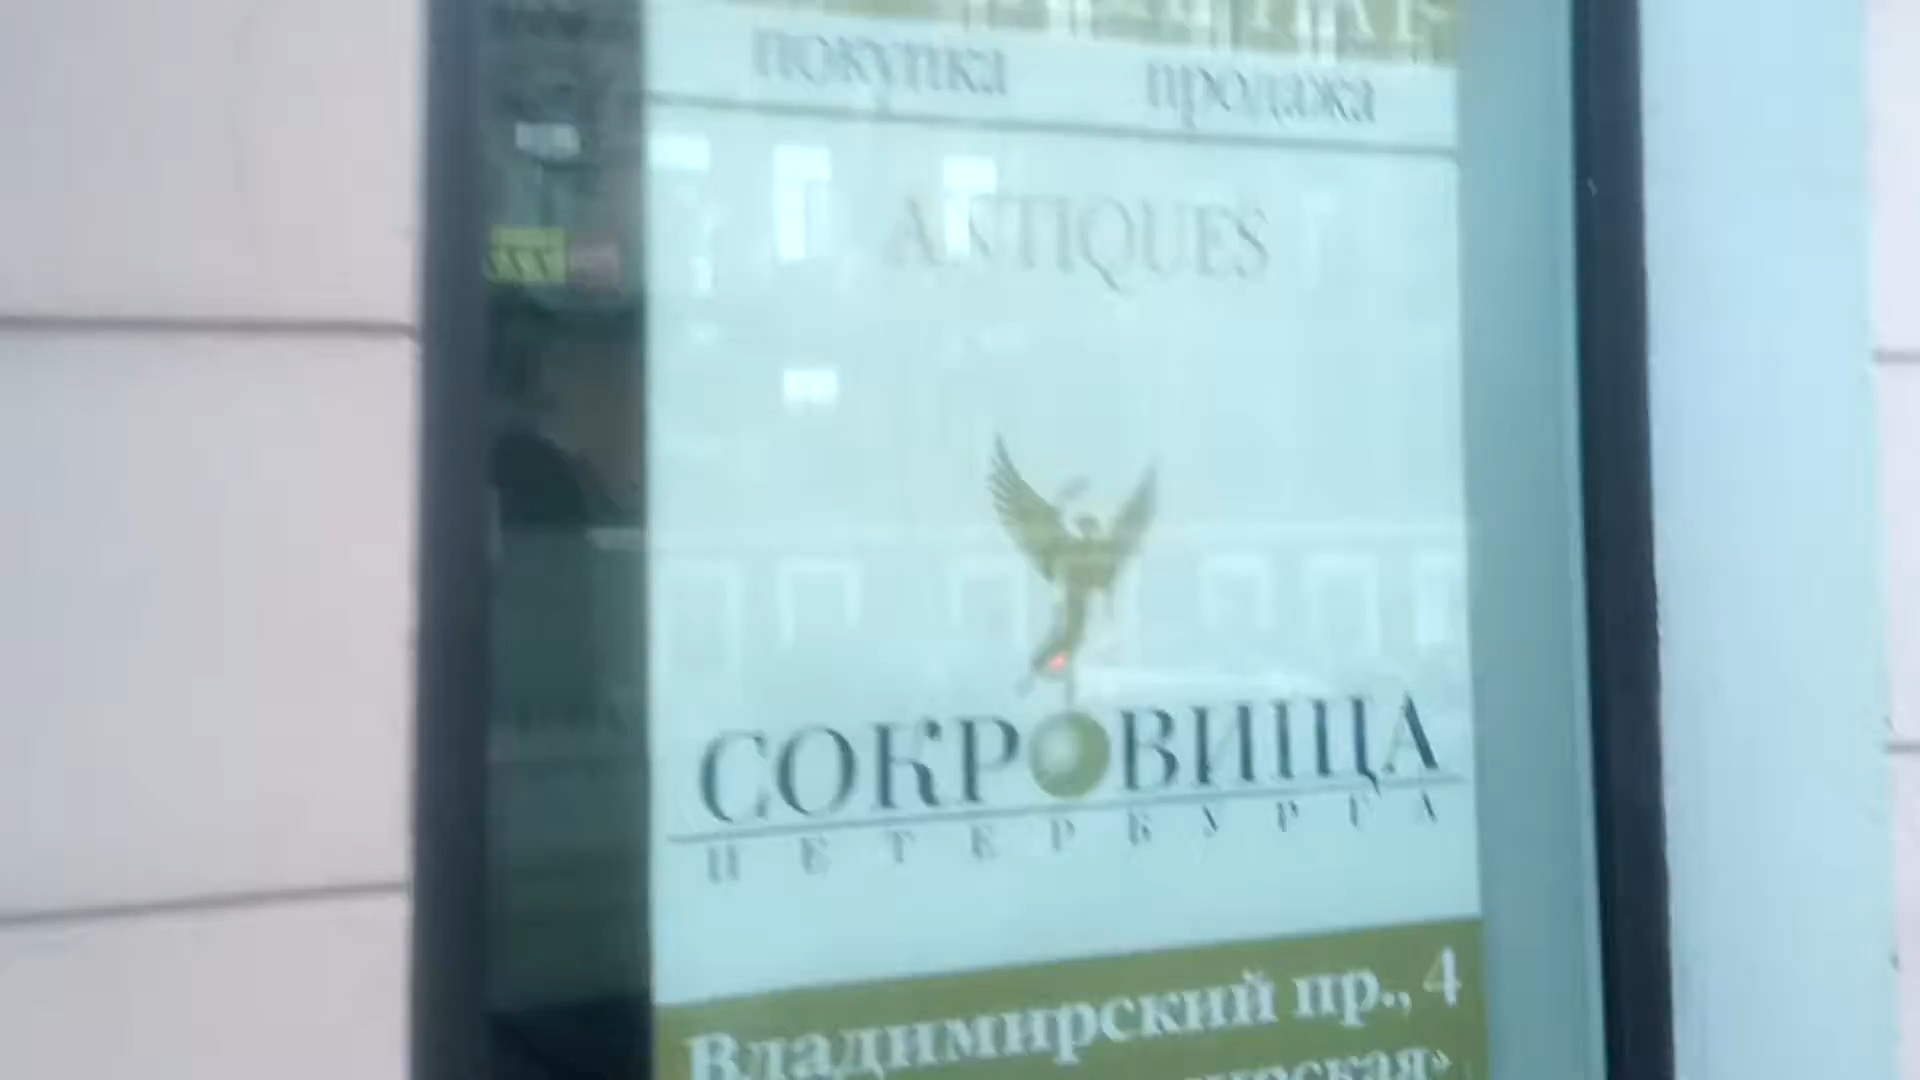 покупка продажа
ANTIQUES
СОКРОВИЩА
ПЕТЕРБУРГА
Владимирский пр., 4